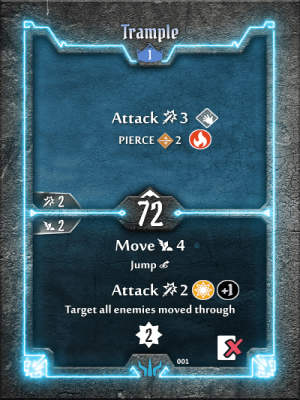 Trample
1
Attack 3
PIERCE 2
2
72
2
Move 4
Jump
Attack 2 +1
Target all enemies moved through
2
001